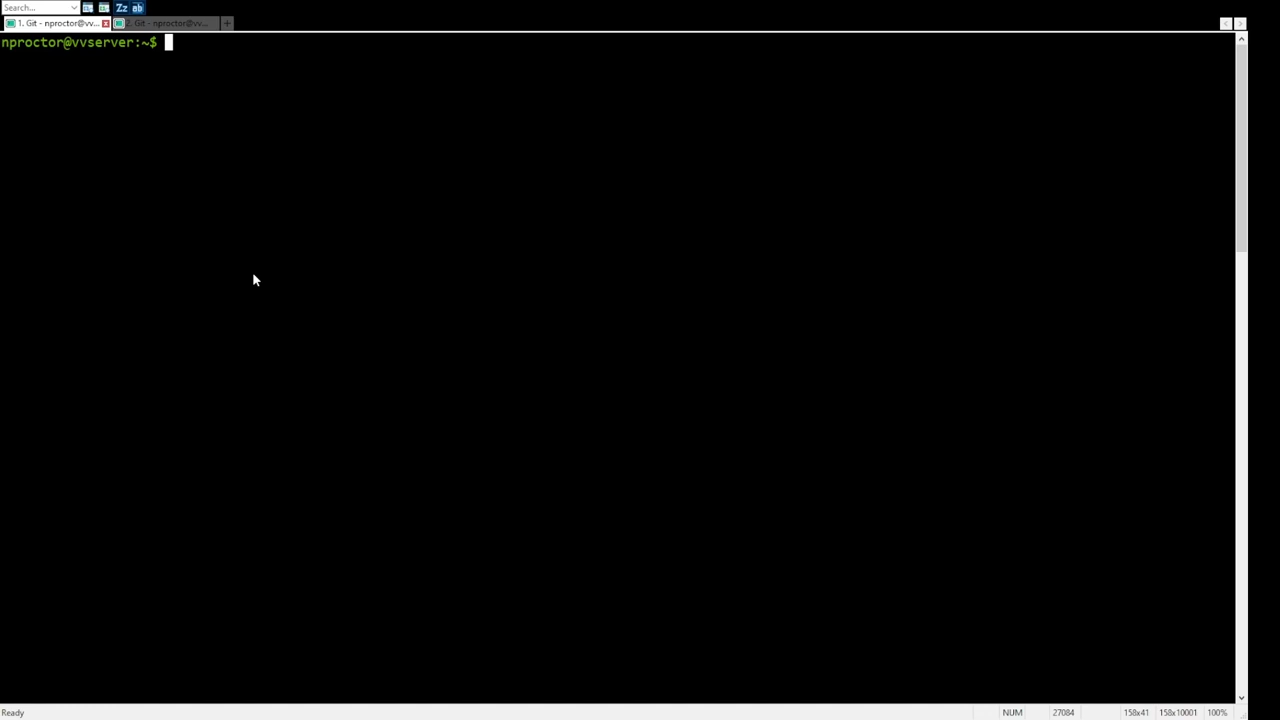 Search...
Zz ab
1. Git - nproctor@vv...
2. Git - nproctor@vv...
nproctor@vvserver:~$
Ready
NUM
27084
158x41
158x10001
100%